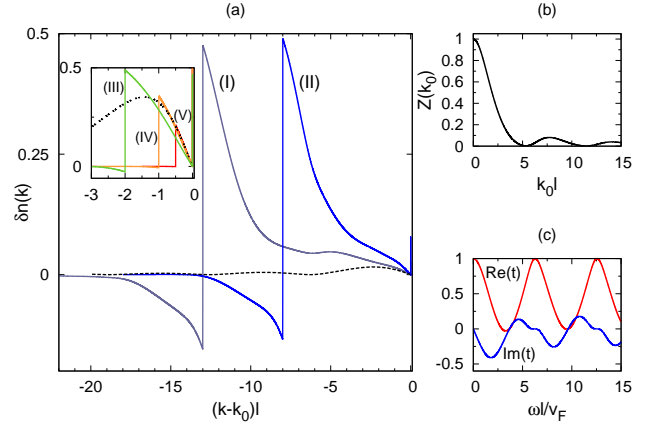 (a)
0.5
0.25
0
δn(k)
-20
-15
-10
-5
0
(k-k₀)l
(I)
(II)
0.5
0
-3
-2
-1
0
(III)
(IV)
(V)
(b)
1
0.8
0.6
0.4
0.2
0
Z(k₀)
0
5
10
15
k₀l
(c)
1
0.5
0
-0.5
Re(t)
Im(t)
0
5
10
15
ωl/v_F